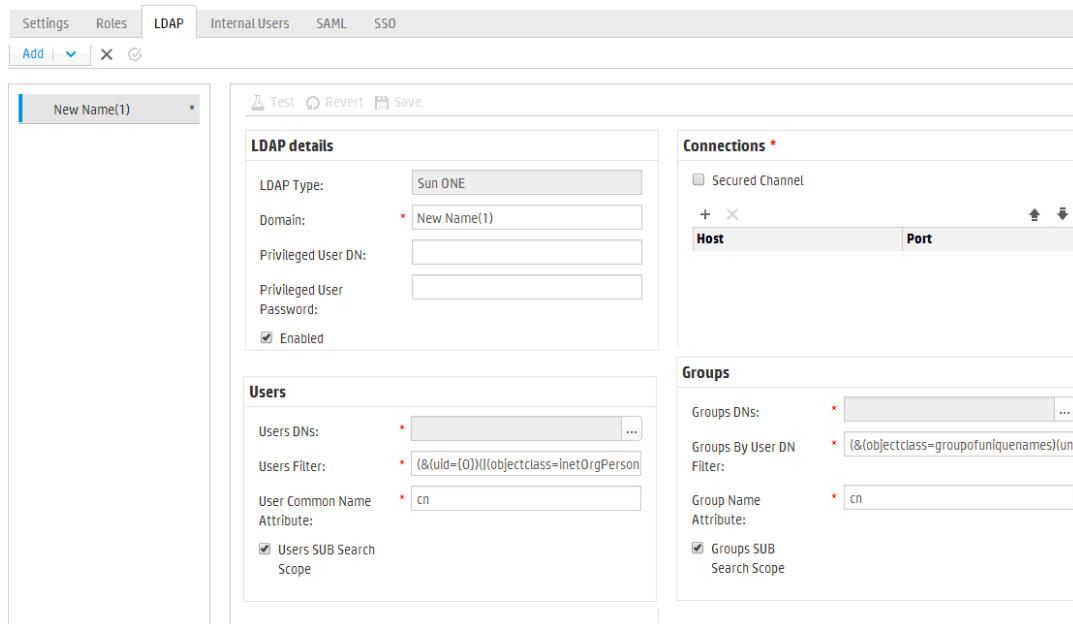 Settings Roles LDAP Internal Users SAML SSO
Add
New Name(1) *
Test Revert Save
LDAP details
LDAP Type: Sun ONE
Domain: * New Name(1)
Privileged User DN:
Privileged User
Password:
Enabled
Connections *
Secured Channel
Host Port
Users
Users DNs: * ...
Users Filter: * (&(uid={0})(|(objectclass=inetOrgPerson
User Common Name
Attribute: * cn
Users SUB Search
Scope
Groups
Groups DNs: * ...
Groups By User DN
Filter: * (&(objectclass=groupofuniquenames)(un
Group Name
Attribute: * cn
Groups SUB
Search Scope